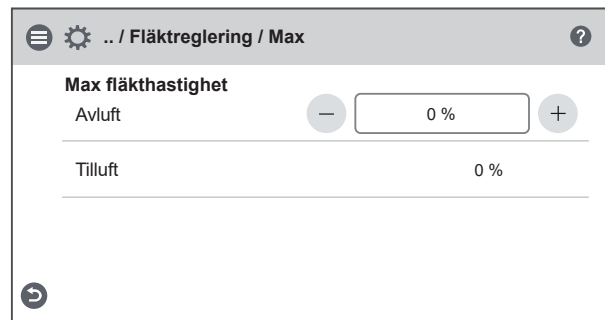 .. / Fläktreglering / Max ?
Max fläkthastighet
Avluft − 0 % +
Tilluft 0 %